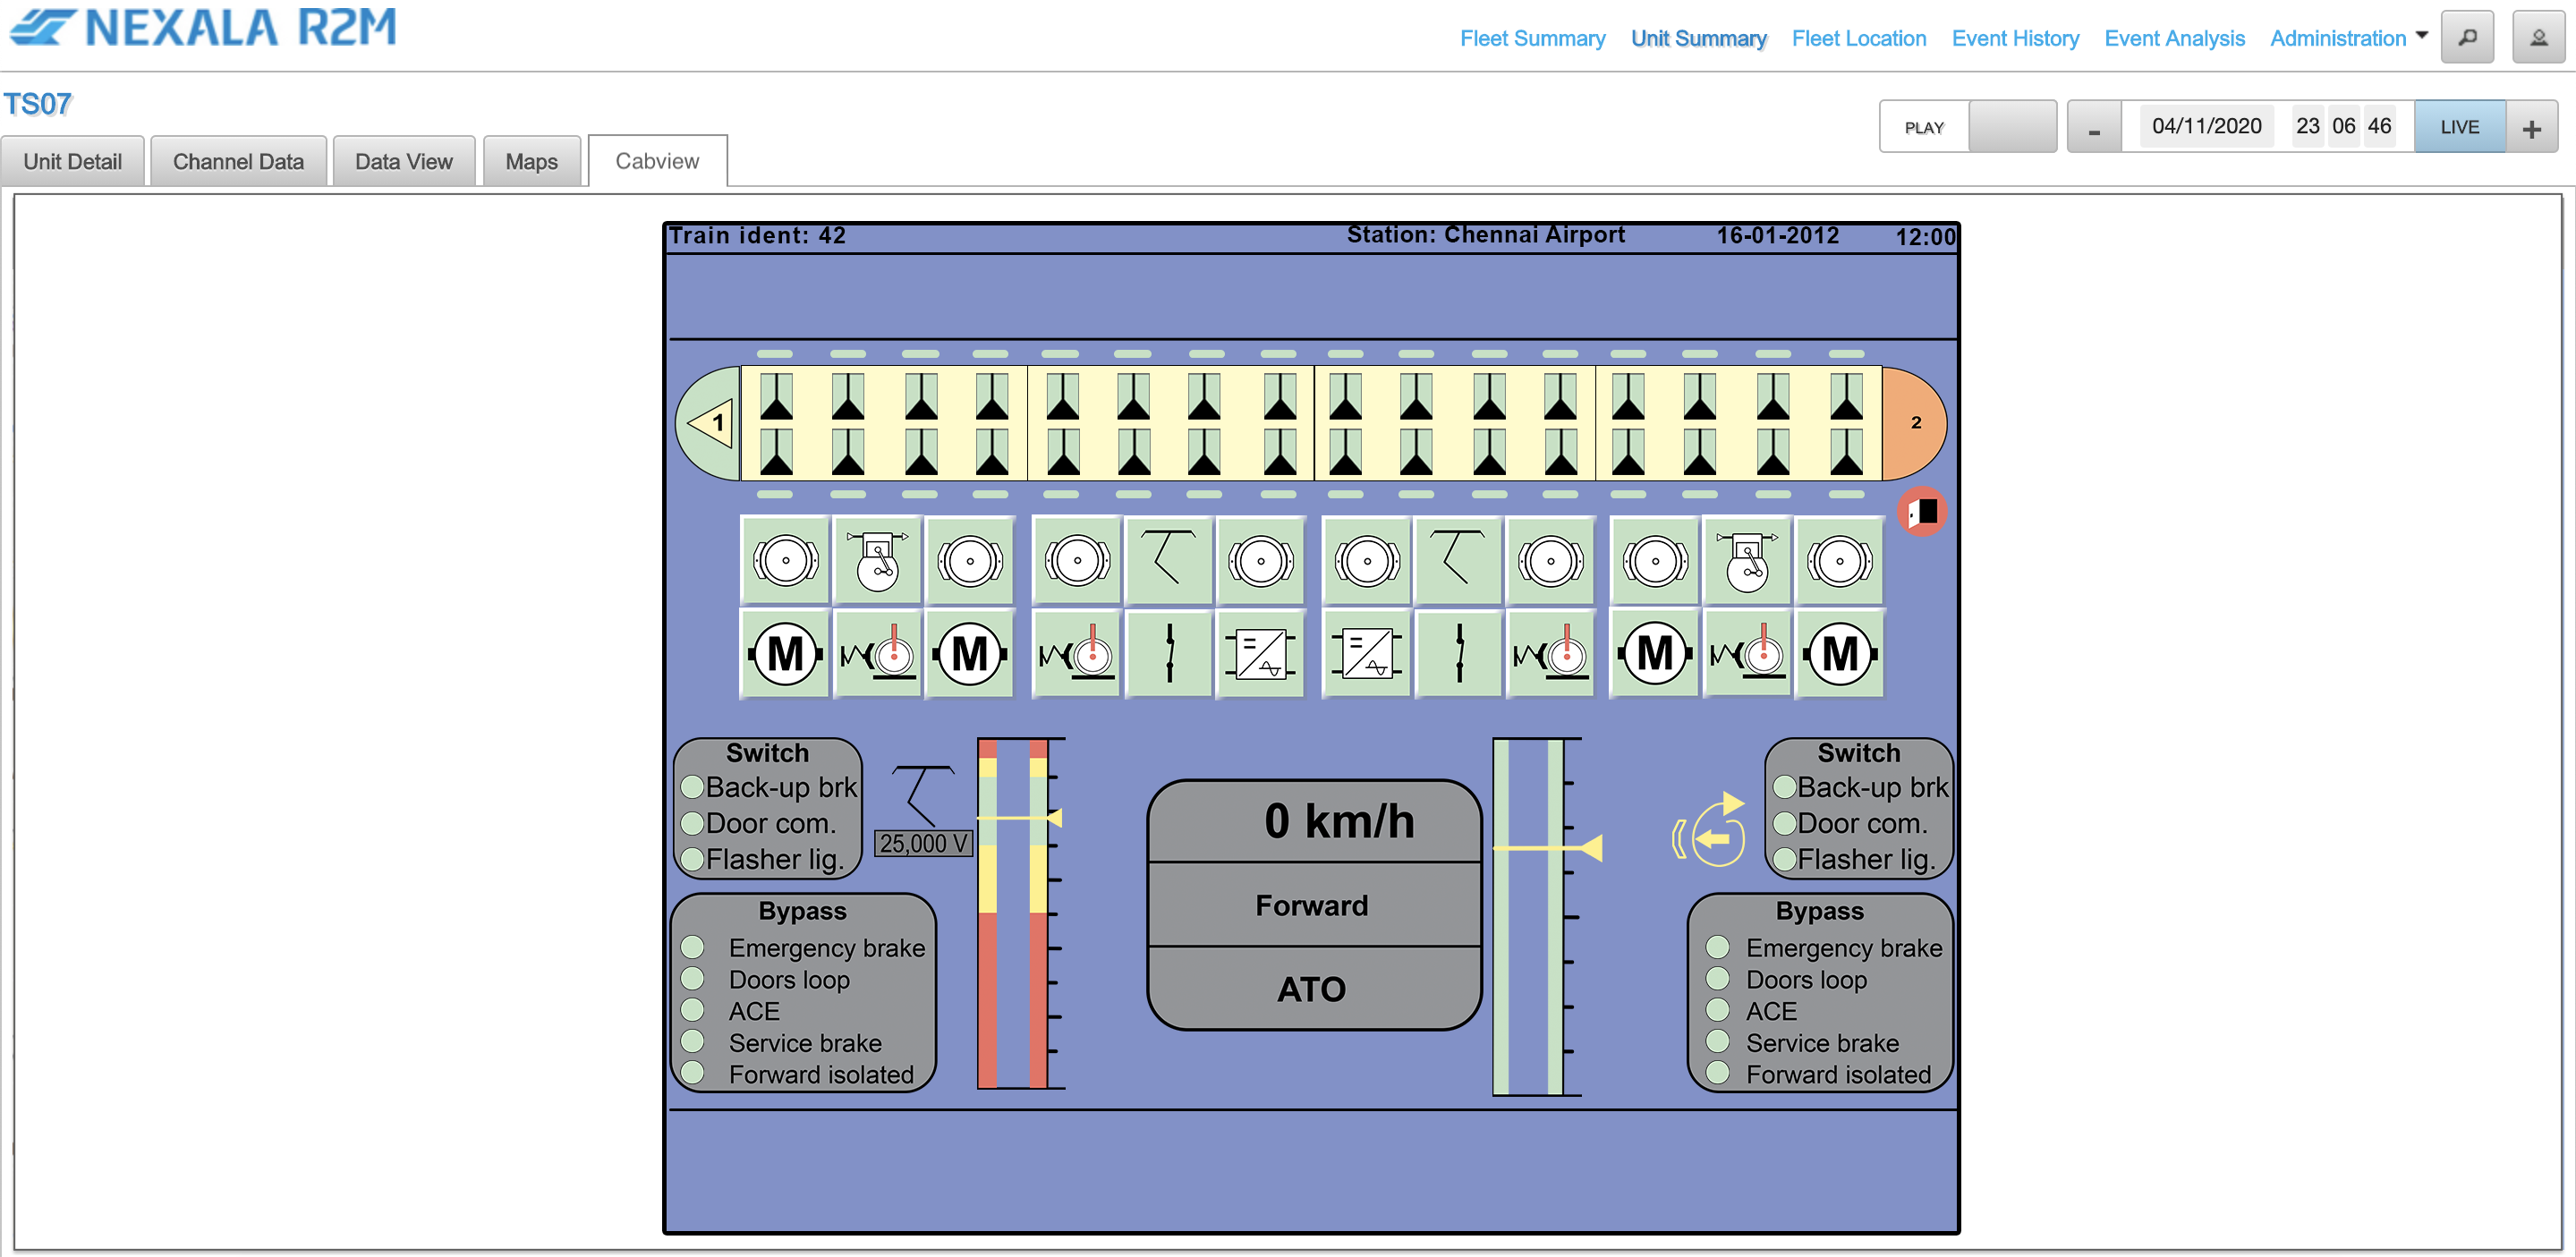 NEXALA R2M
Fleet Summary Unit Summary Fleet Location Event History Event Analysis Administration
TS07
PLAY - 04/11/2020 23 06 46 LIVE +
Unit Detail Channel Data Data View Maps Cabview
Train ident: 42 Station: Chennai Airport 16-01-2012 12:00
1 2
M M M M
Switch
Back-up brk
Door com.
Flasher lig.
25,000 V
Bypass
Emergency brake
Doors loop
ACE
Service brake
Forward isolated
0 km/h
Forward
ATO
Switch
Back-up brk
Door com.
Flasher lig.
Bypass
Emergency brake
Doors loop
ACE
Service brake
Forward isolated